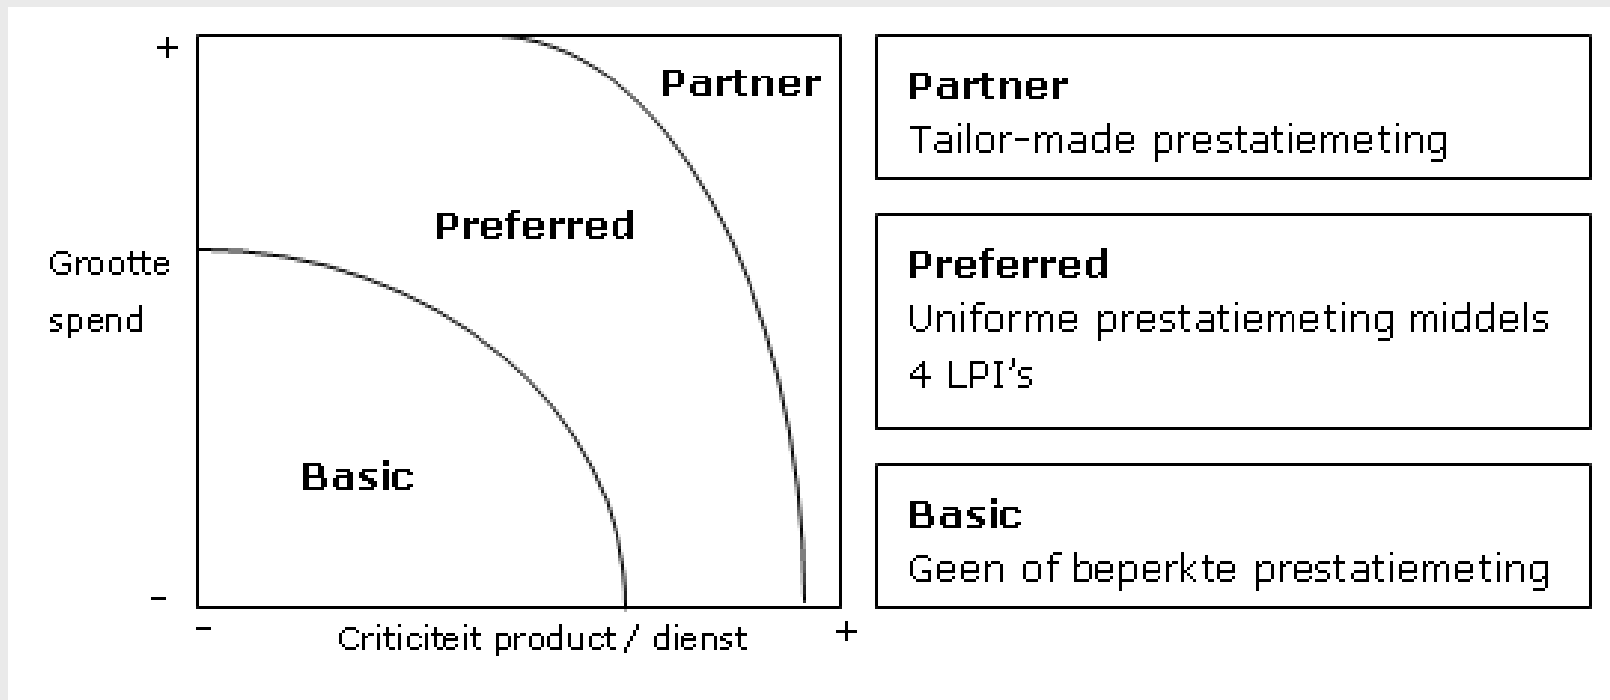 +
Partner
Preferred
Grootte
spend
Basic
-
-
Criticiteit product / dienst
+
Partner
Tailor-made prestatiemeting
Preferred
Uniforme prestatiemeting middels
4 LPI's
Basic
Geen of beperkte prestatiemeting